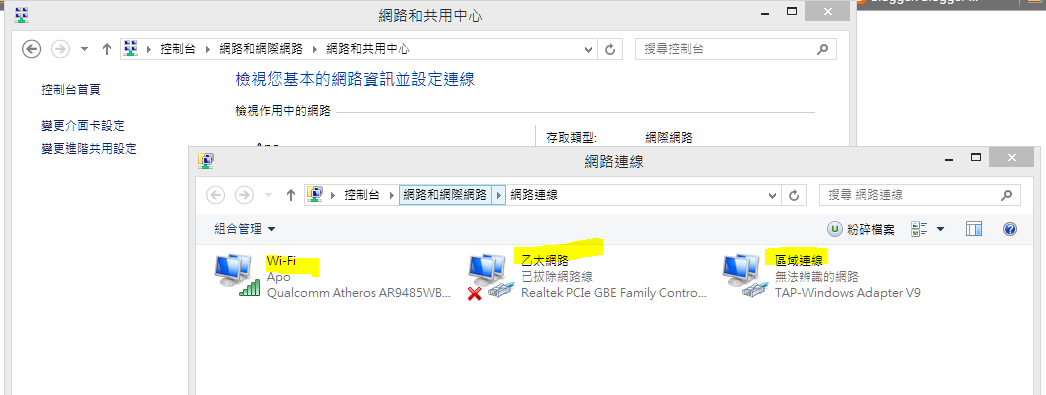 網路和共用中心
控制台 網路和網際網路 網路和共用中心
搜尋控制台
控制台首頁
變更介面卡設定
變更進階共用設定
檢視您基本的網路資訊並設定連線
檢視作用中的網路
存取類型: 網際網路
網路連線
控制台 網路和網際網路 網路連線
搜尋 網路連線
組合管理
粉碎檔案
Wi-Fi
Apo
Qualcomm Atheros AR9485WB...
乙太網路
已拔除網路線
Realtek PCIe GBE Family Contro...
區域連線
無法辨識的網路
TAP-Windows Adapter V9